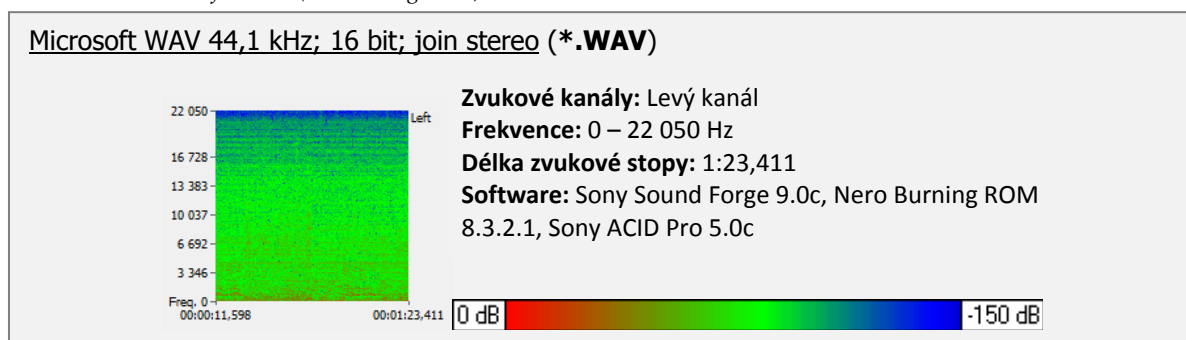 Microsoft WAV 44,1 kHz; 16 bit; join stereo (*.WAV)
Zvukové kanály: Levý kanál
Frekvence: 0 – 22 050 Hz
Délka zvukové stopy: 1:23,411
Software: Sony Sound Forge 9.0c, Nero Burning ROM
8.3.2.1, Sony ACID Pro 5.0c
22 050
Left
16 728
13 383
10 037
6 692
3 346
Freq. 0
00:00:11,598 00:01:23,411
0 dB -150 dB